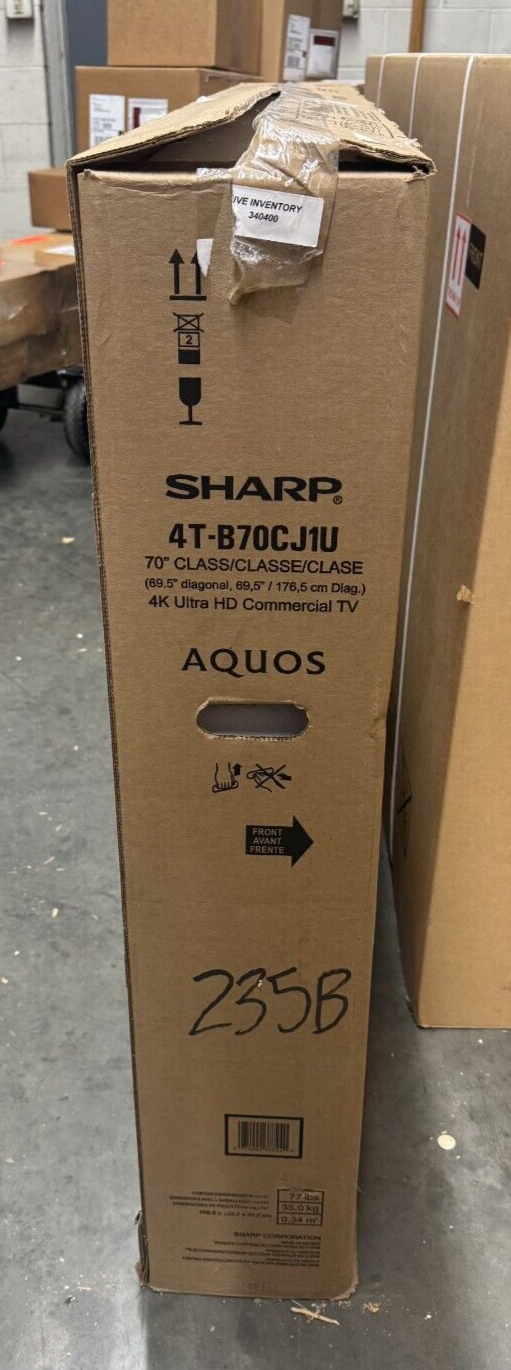 IVE INVENTORY
340400
2
SHARP®
4T-B70CJ1U
70" CLASS/CLASSE/CLASE
(69.5" diagonal, 69,5" / 176,5 cm Diag.)
4K Ultra HD Commercial TV
AQUOS
FRONT
AVANT
FRENTE
235B
77 lbs
35,0 kg
0.34 m³
SHARP CORPORATION